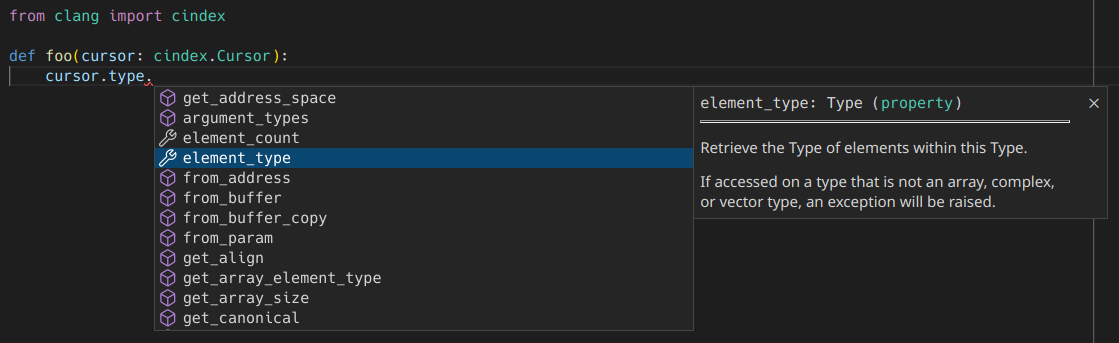 from clang import cindex
def foo(cursor: cindex.Cursor):
    cursor.type.
get_address_space
argument_types
element_count
element_type
from_address
from_buffer
from_buffer_copy
from_param
get_align
get_array_element_type
get_array_size
get_canonical
element_type: Type (property)
Retrieve the Type of elements within this Type.
If accessed on a type that is not an array, complex,
or vector type, an exception will be raised.